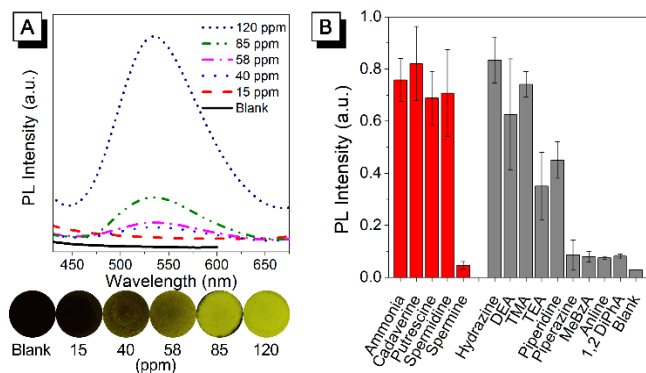 A
PL Intensity (a.u.)
120 ppm
85 ppm
58 ppm
40 ppm
15 ppm
Blank
450 500 550 600 650
Wavelength (nm)
Blank 15 40 58 85 120
(ppm)
B
PL Intensity (a.u.)
1.0
0.8
0.6
0.4
0.2
0.0
Ammonia
Cadaverine
Putrescine
Spermidine
Spermine
Hydrazine
DEA
TMA
TEA
Piperidine
Piperazine
MeBzA
Anline
1,2 DiPhA
Blank